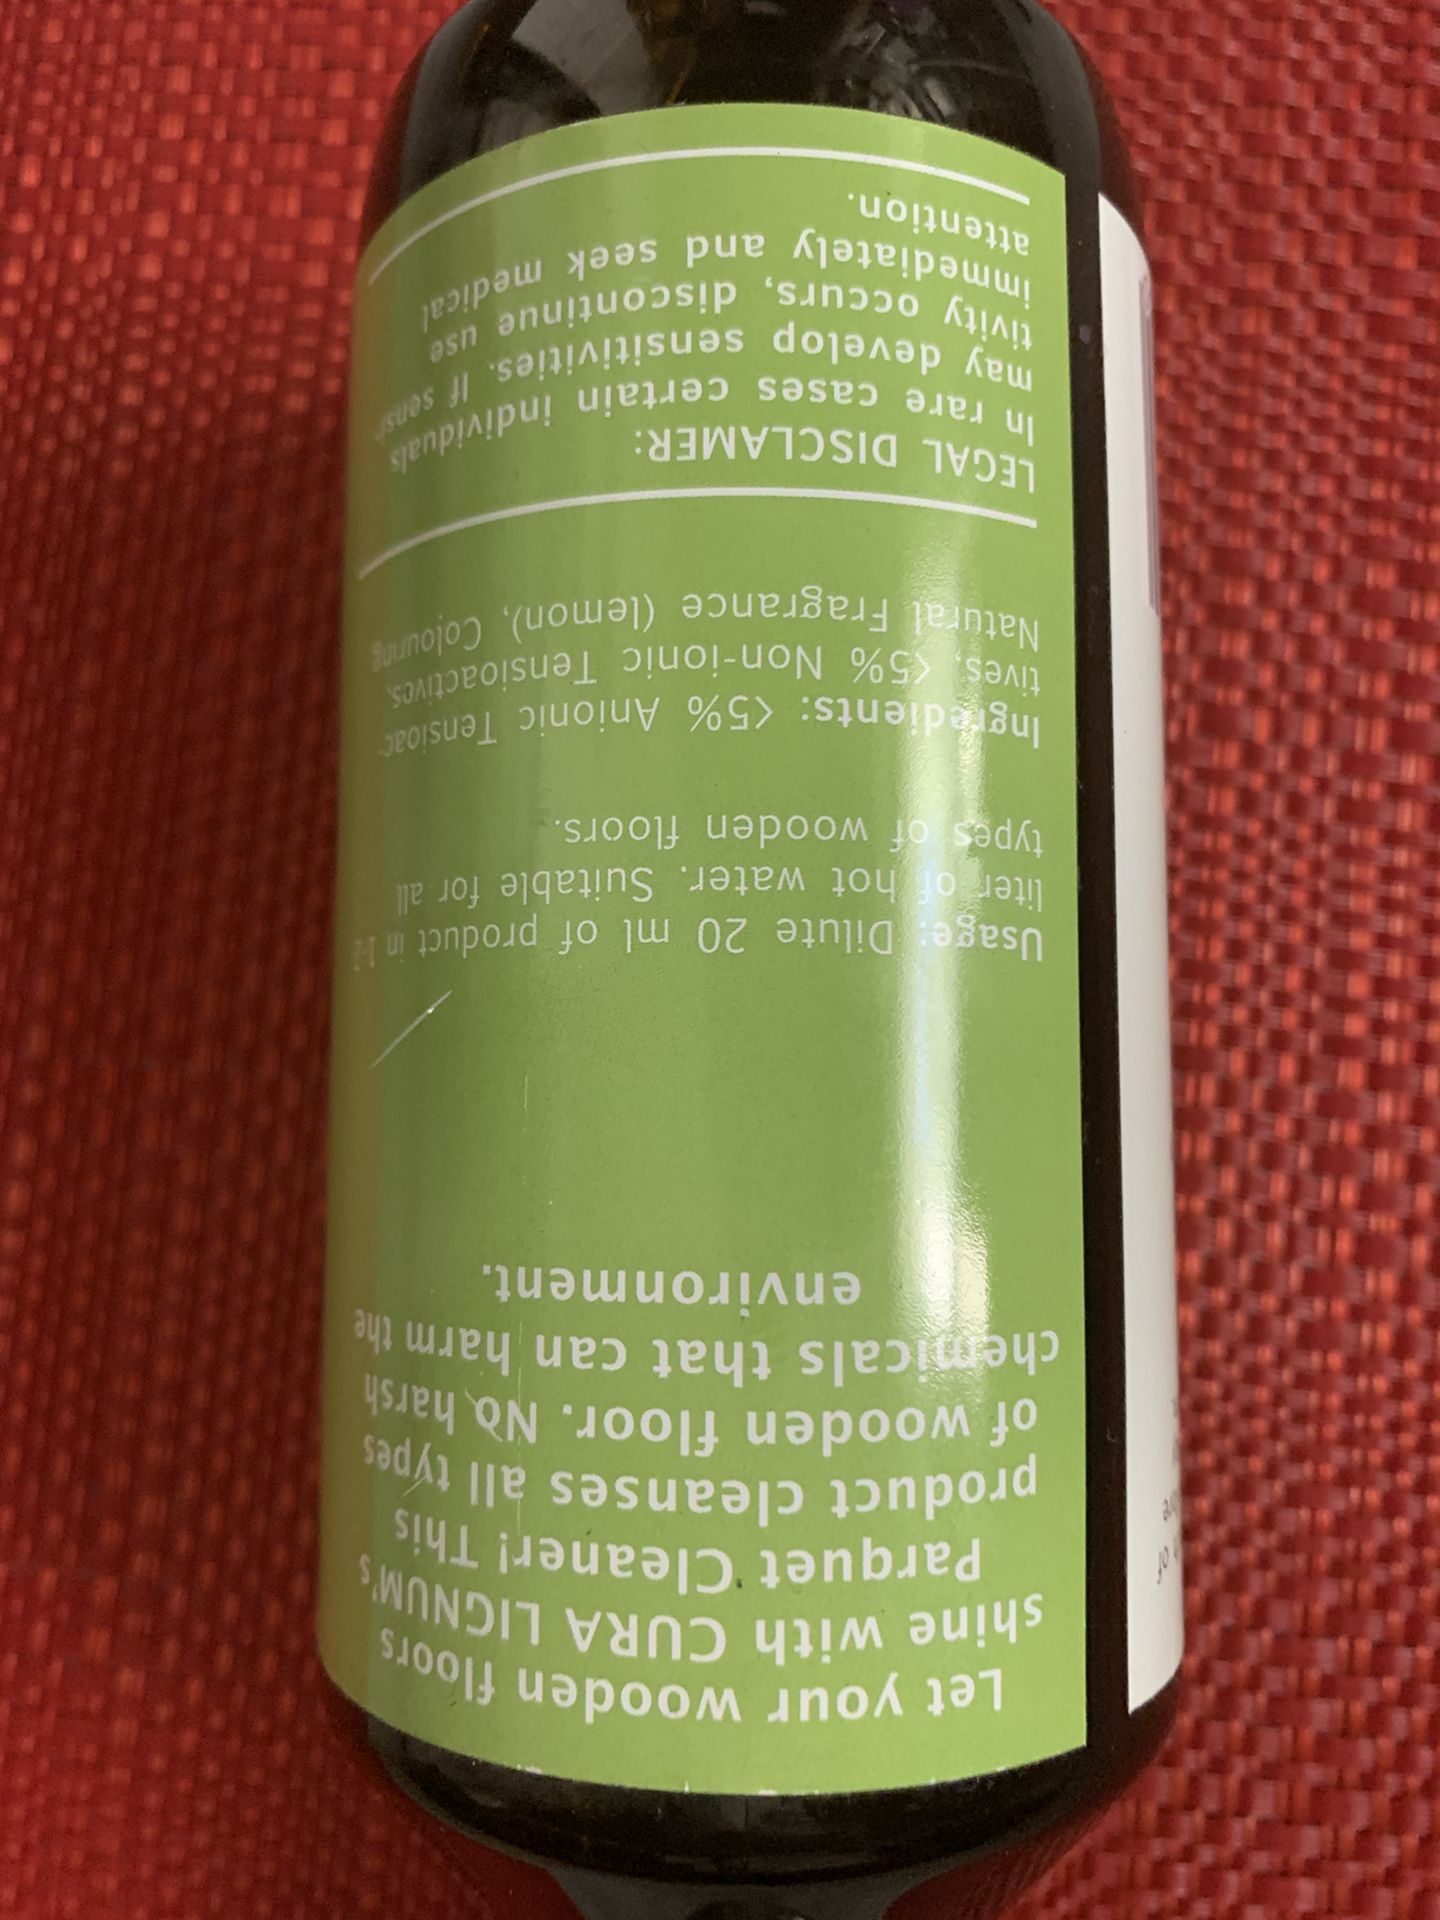 Let your wooden floors
shine with CURA LIGNUM's
Parquet Cleaner! This
product cleanses all types
of wooden floor. No harsh
chemicals that can harm the
environment.
Usage: Dilute 20 ml of product in 1-2
liter of hot water. Suitable for all
types of wooden floors.
Ingredients: <5% Anionic Tensioac-
tives, <5% Non-ionic Tensioactives,
Natural Fragrance (lemon), Colouring
LEGAL DISCLAMER:
In rare cases certain individuals
may develop sensitivities. If sensi-
tivity occurs, discontinue use
immediately and seek medical
attention.
of